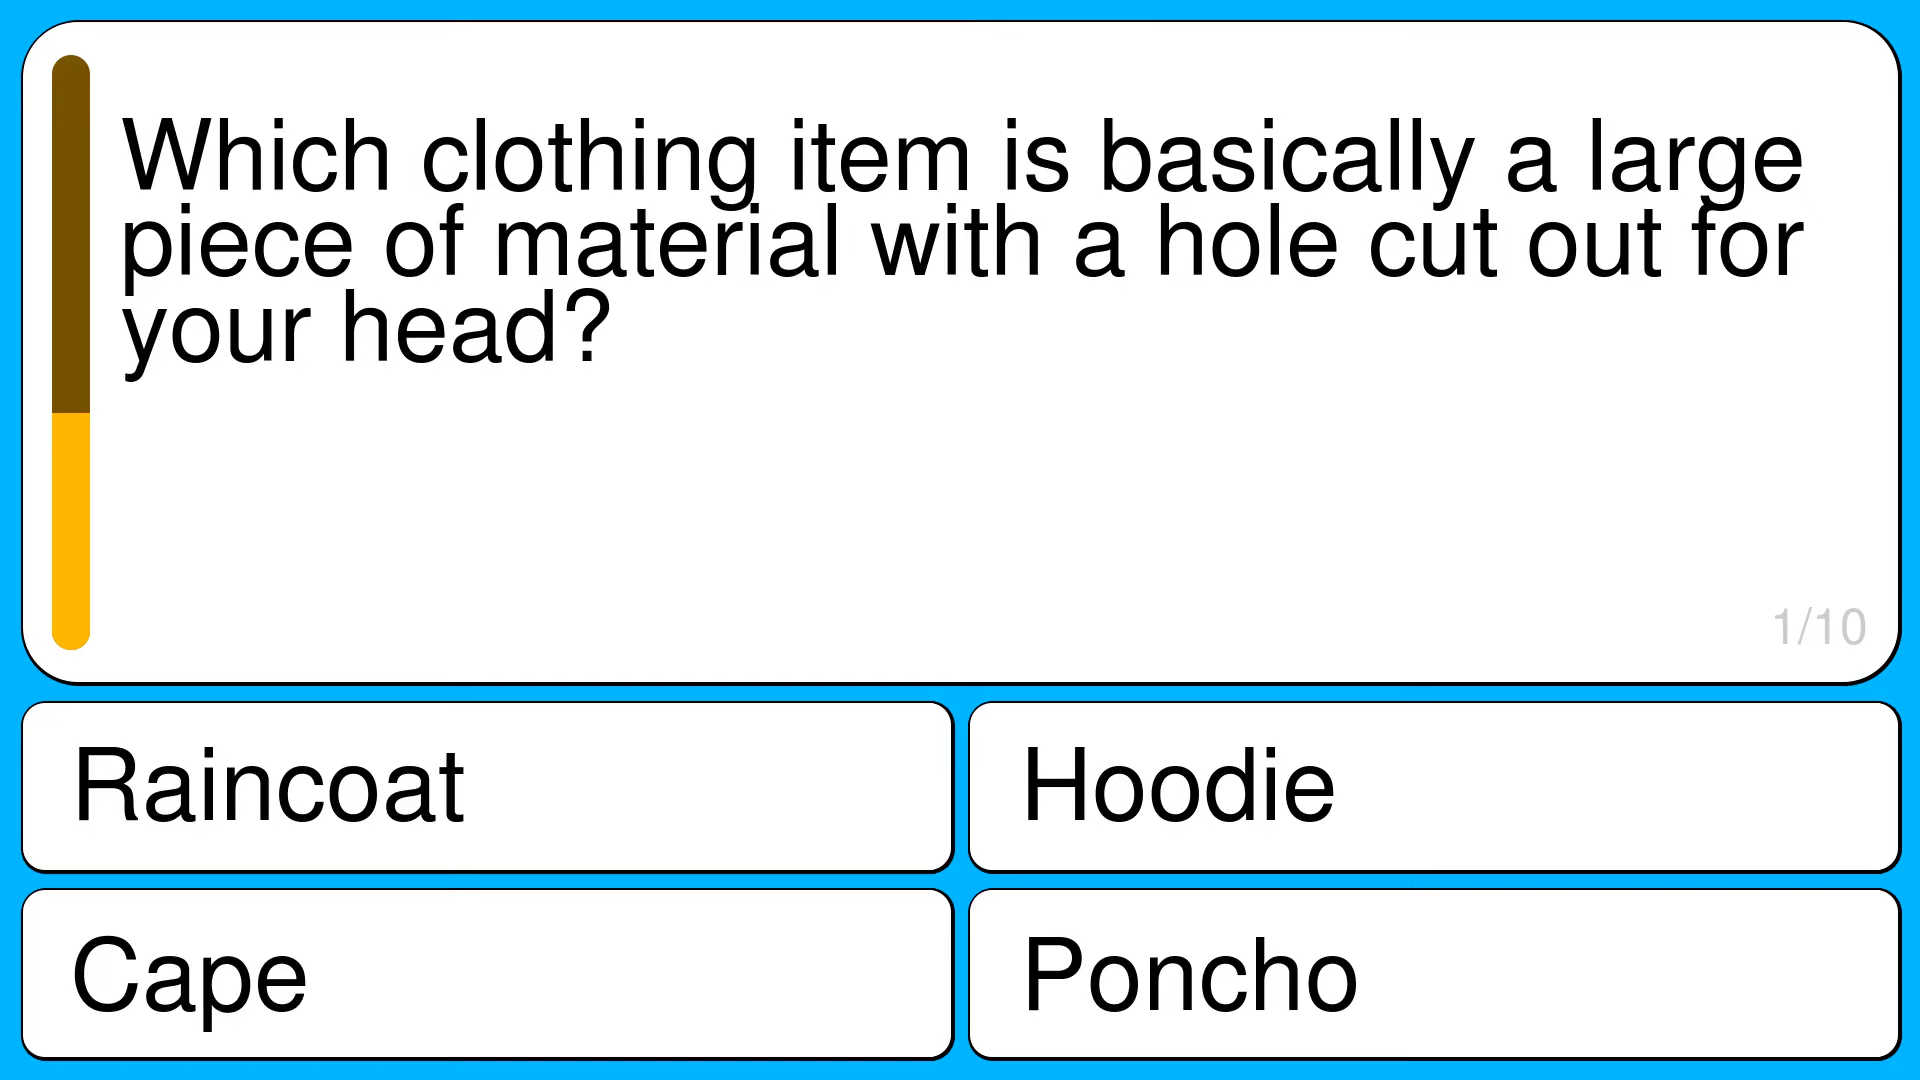 Which clothing item is basically a large
piece of material with a hole cut out for
your head?
1/10
Raincoat
Hoodie
Cape
Poncho